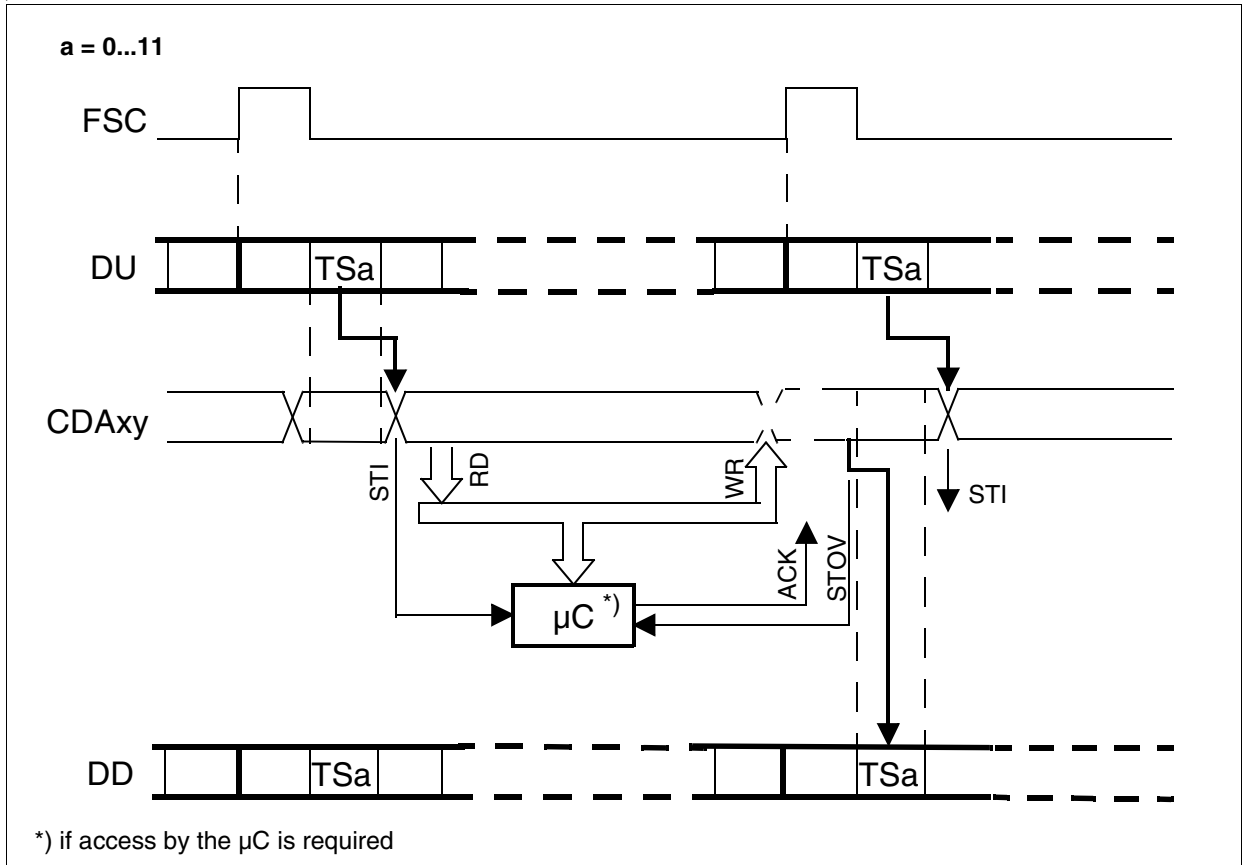 a = 0...11
FSC
DU
TSa
TSa
CDAxy
STI
RD
WR
STI
ACK
STOV
µC *)
DD
TSa
TSa
*) if access by the µC is required